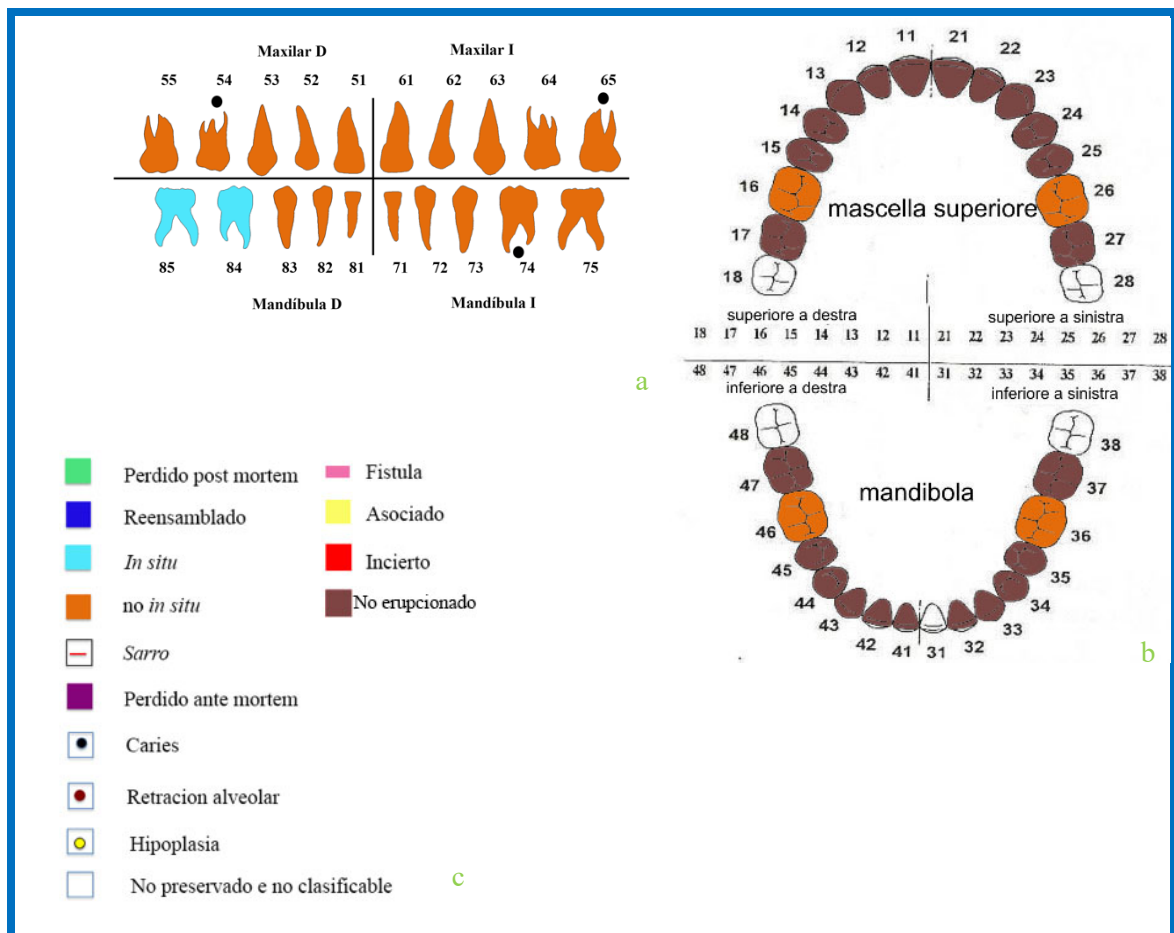 Maxilar D Maxilar I
55 54 53 52 51 61 62 63 64 65
85 84 83 82 81 71 72 73 74 75
Mandíbula D Mandíbula I
a
11 21
12 22
13 23
14 24
15 25
16 26
mascella superiore
17 27
18 28
superiore a destra superiore a sinistra
18 17 16 15 14 13 12 11 21 22 23 24 25 26 27 28
48 47 46 45 44 43 42 41 31 32 33 34 35 36 37 38
inferiore a destra inferiore a sinistra
48 38
47 37
mandibola
46 36
45 35
44 34
43 33
42 41 31 32
b
Perdido post mortem
Reensamblado
In situ
no in situ
Sarro
Perdido ante mortem
Caries
Retracion alveolar
Hipoplasia
No preservado e no clasificable
Fistula
Asociado
Incierto
No erupcionado
c